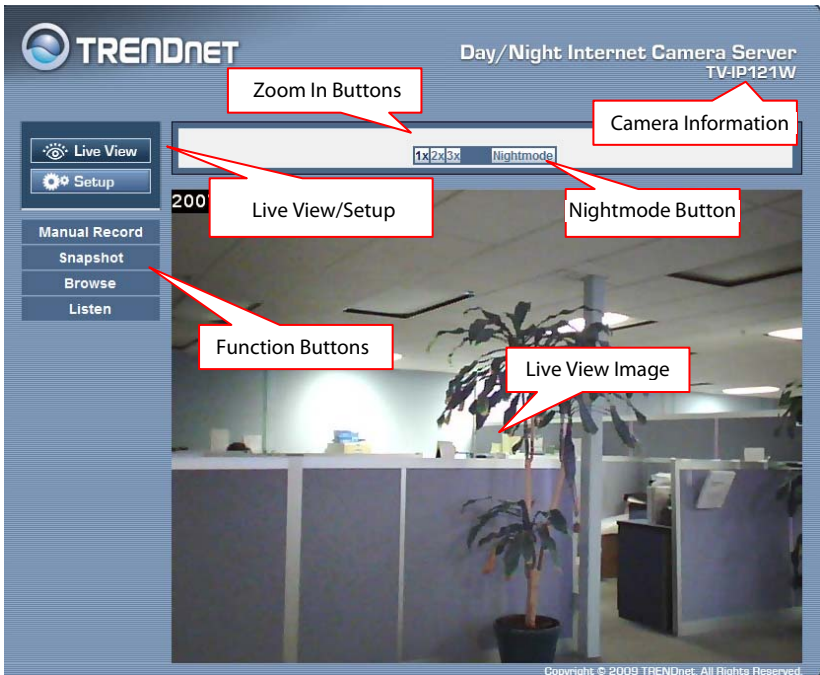 TRENDnet
Day/Night Internet Camera Server
TV-IP121W
Zoom In Buttons
Camera Information
Live View
1x 2x 3x Nightmode
Setup
200
Live View/Setup
Nightmode Button
Manual Record
Snapshot
Browse
Listen
Function Buttons
Live View Image
Copyright © 2009 TRENDnet. All Rights Reserved.